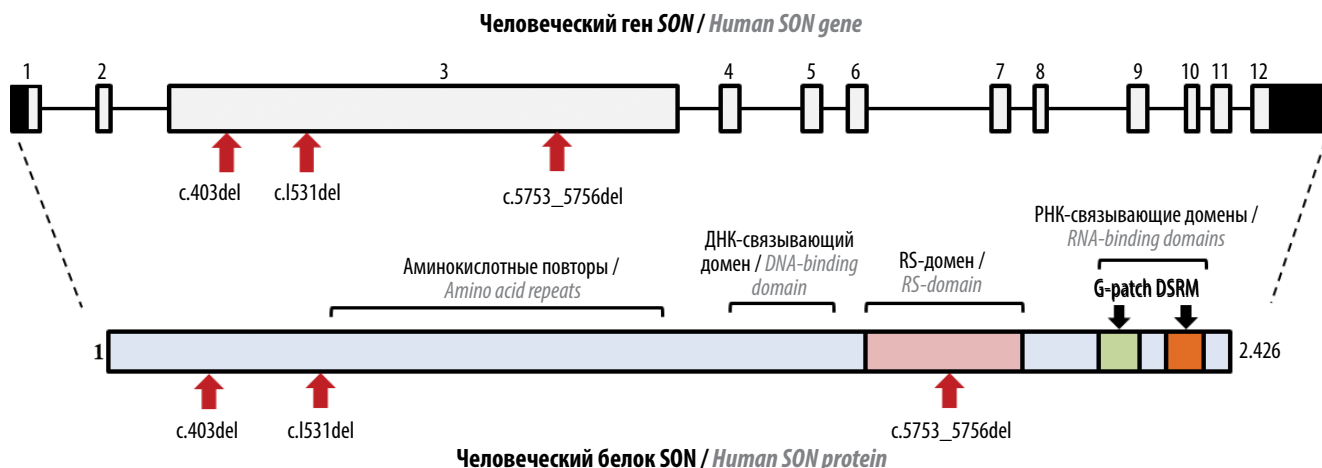 Человеческий ген SON / Human SON gene
1 2 3 4 5 6 7 8 9 10 11 12
c.403del c.l531del c.5753_5756del
РНК-связывающие домены /
RNA-binding domains
ДНК-связывающий
домен / DNA-binding
domain
RS-домен /
RS-domain
Аминокислотные повторы /
Amino acid repeats
G-patch DSRM
1 2.426
c.403del c.l531del c.5753_5756del
Человеческий белок SON / Human SON protein